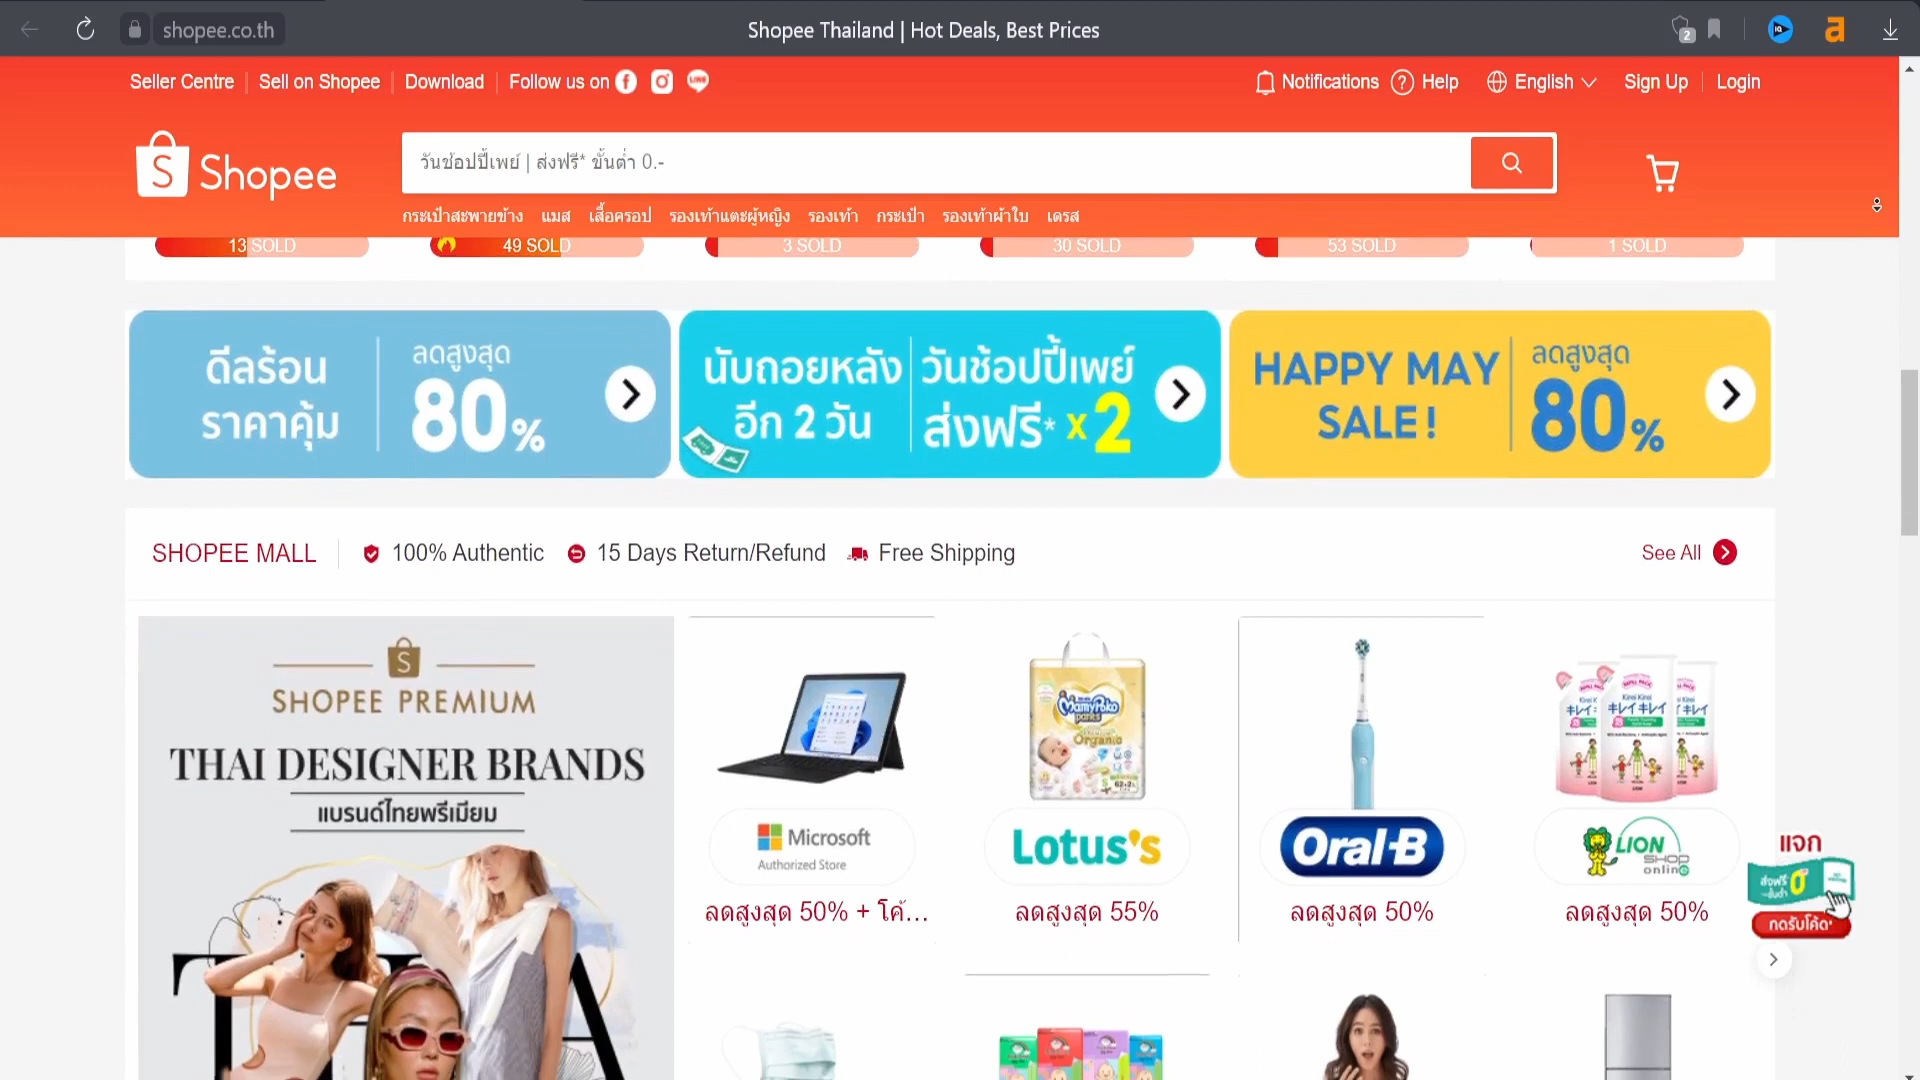 shopee.co.th
Shopee Thailand | Hot Deals, Best Prices
2
Seller Centre
Sell on Shopee
Download
Follow us on
LINE
Notifications
Help
English
Sign Up
Login
Shopee
วันช้อปปี้เพย์ | ส่งฟรี* ขั้นต่ำ 0.-
กระเป๋าสะพายข้าง แมส เสื้อครอป รองเท้าแตะผู้หญิง รองเท้า กระเป๋า รองเท้าผ้าใบ เดรส
13 SOLD
49 SOLD
3 SOLD
30 SOLD
53 SOLD
1 SOLD
ดีลร้อน
ราคาคุ้ม
ลดสูงสุด
80%
นับถอยหลัง
อีก 2 วัน
วันช้อปปี้เพย์
ส่งฟรี* x2
HAPPY MAY
SALE!
ลดสูงสุด
80%
SHOPEE MALL
100% Authentic
15 Days Return/Refund
Free Shipping
See All
SHOPEE PREMIUM
THAI DESIGNER BRANDS
แบรนด์ไทยพรีเมียม
Microsoft
Authorized Store
ลดสูงสุด 50% + โค้...
MamyPoko
pants
Organic
Lotus's
ลดสูงสุด 55%
Oral-B
ลดสูงสุด 50%
Kirei Kirei
キレイキレイ
LION
SHOP
online
ลดสูงสุด 50%
แจก
ส่งฟรี 0
ขั้นต่ำ
กดรับโค้ด*